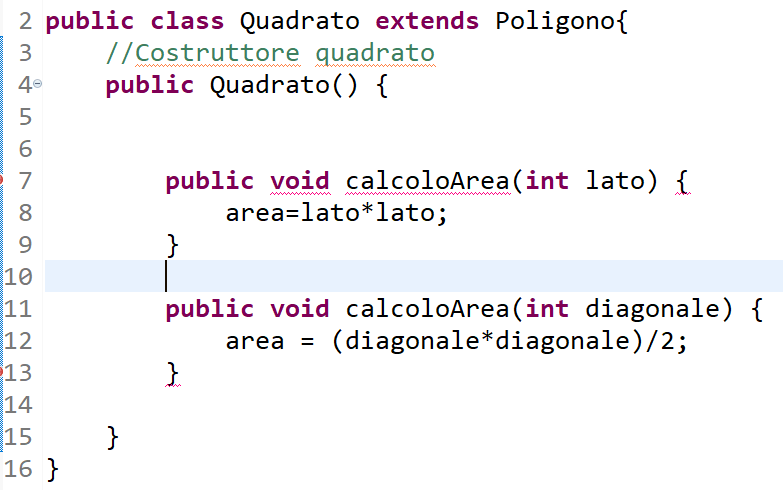 2 public class Quadrato extends Poligono{
3 //Costruttore quadrato
4 public Quadrato() {
5
6
7 public void calcoloArea(int lato) {
8 area=lato*lato;
9 }
10
11 public void calcoloArea(int diagonale) {
12 area = (diagonale*diagonale)/2;
13 }
14
15 }
16 }